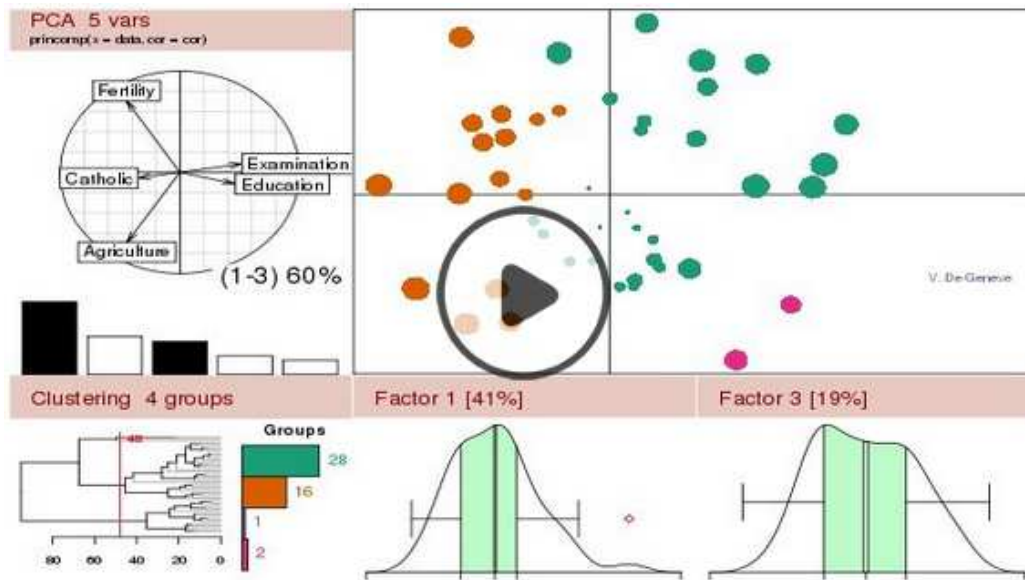 PCA 5 vars
princomp(x = data, cor = cor)
Fertility
Catholic
Examination
Education
Agriculture
(1-3) 60%
V. De Geneve
Clustering 4 groups
Factor 1 [41%]
Factor 3 [19%]
Groups
48
28
16
1
2
80 60 40 20 0